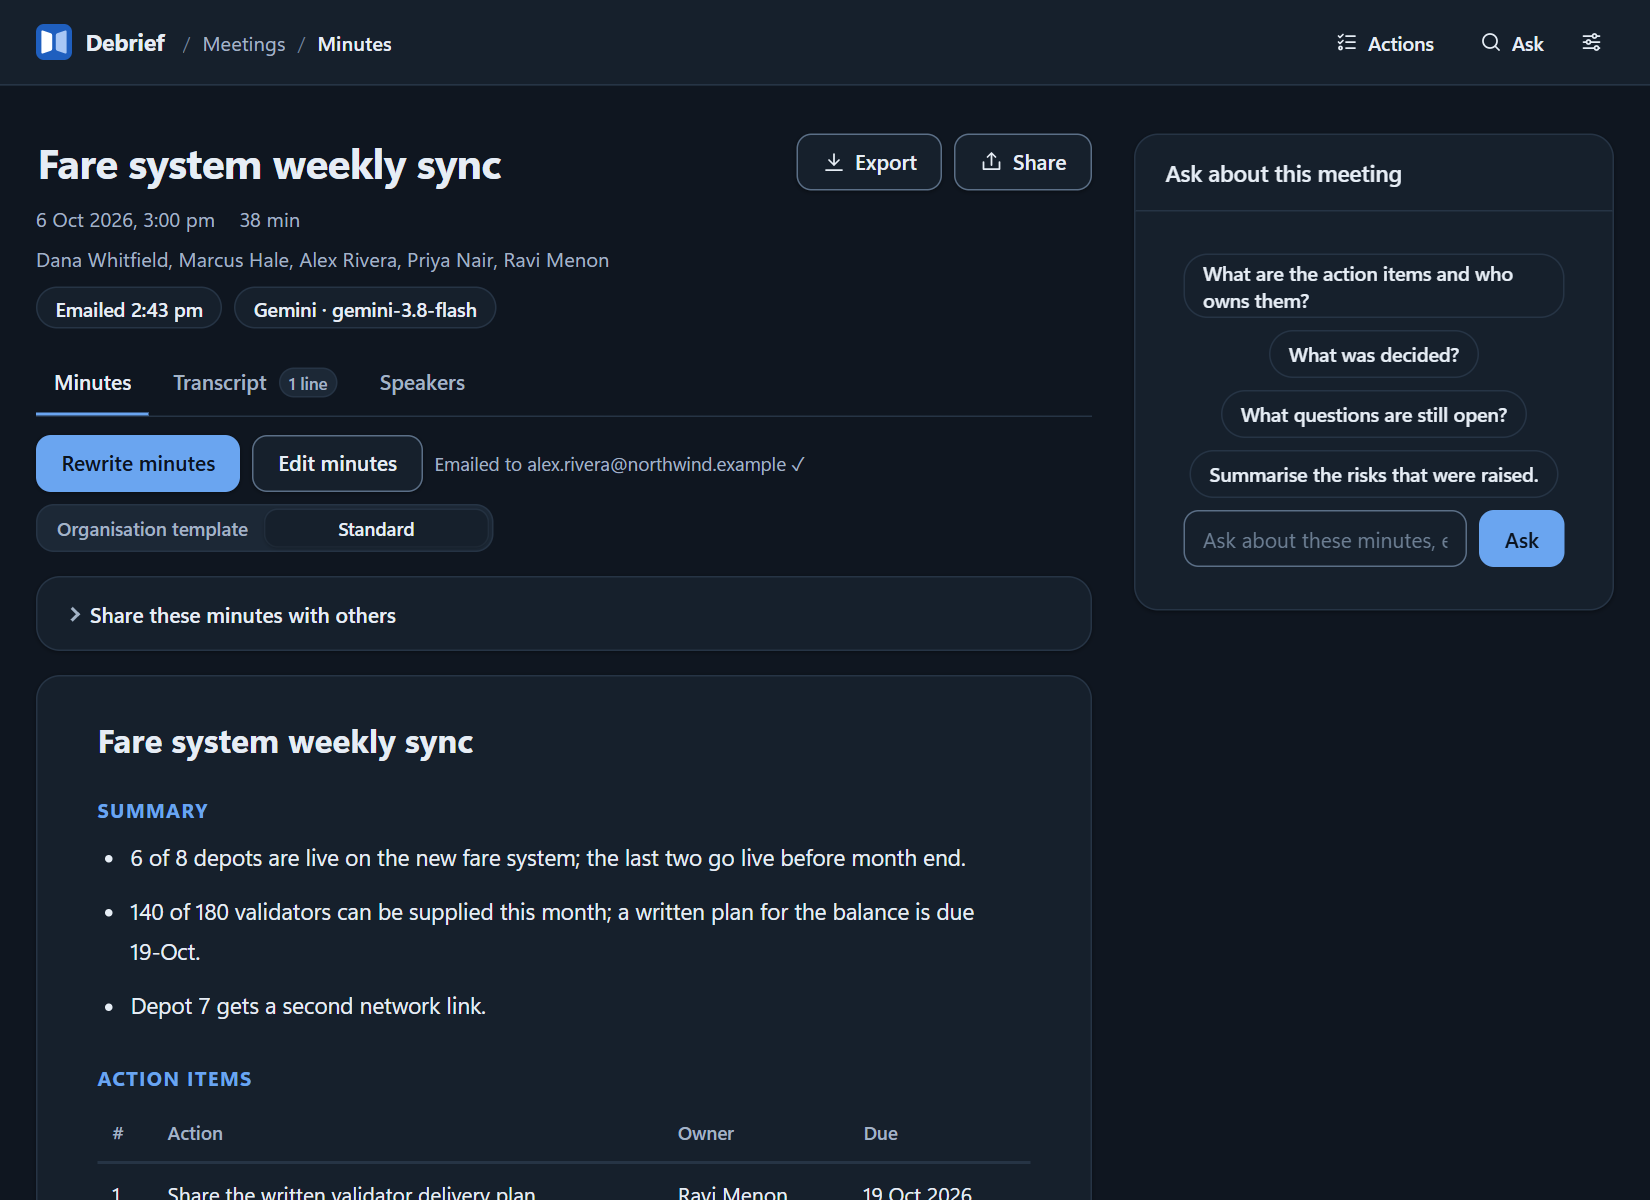 Debrief / Meetings / Minutes
Actions
Ask
Fare system weekly sync
Export
Share
6 Oct 2026, 3:00 pm 38 min
Dana Whitfield, Marcus Hale, Alex Rivera, Priya Nair, Ravi Menon
Emailed 2:43 pm
Gemini · gemini-3.8-flash
Minutes
Transcript 1 line
Speakers
Rewrite minutes
Edit minutes
Emailed to alex.rivera@northwind.example ✓
Organisation template
Standard
Share these minutes with others
Fare system weekly sync
SUMMARY
• 6 of 8 depots are live on the new fare system; the last two go live before month end.
• 140 of 180 validators can be supplied this month; a written plan for the balance is due
19-Oct.
• Depot 7 gets a second network link.
ACTION ITEMS
# Action Owner Due
1 Share the written validator delivery plan Ravi Menon 19 Oct 2026
Ask about this meeting
What are the action items and who
owns them?
What was decided?
What questions are still open?
Summarise the risks that were raised.
Ask about these minutes,
Ask